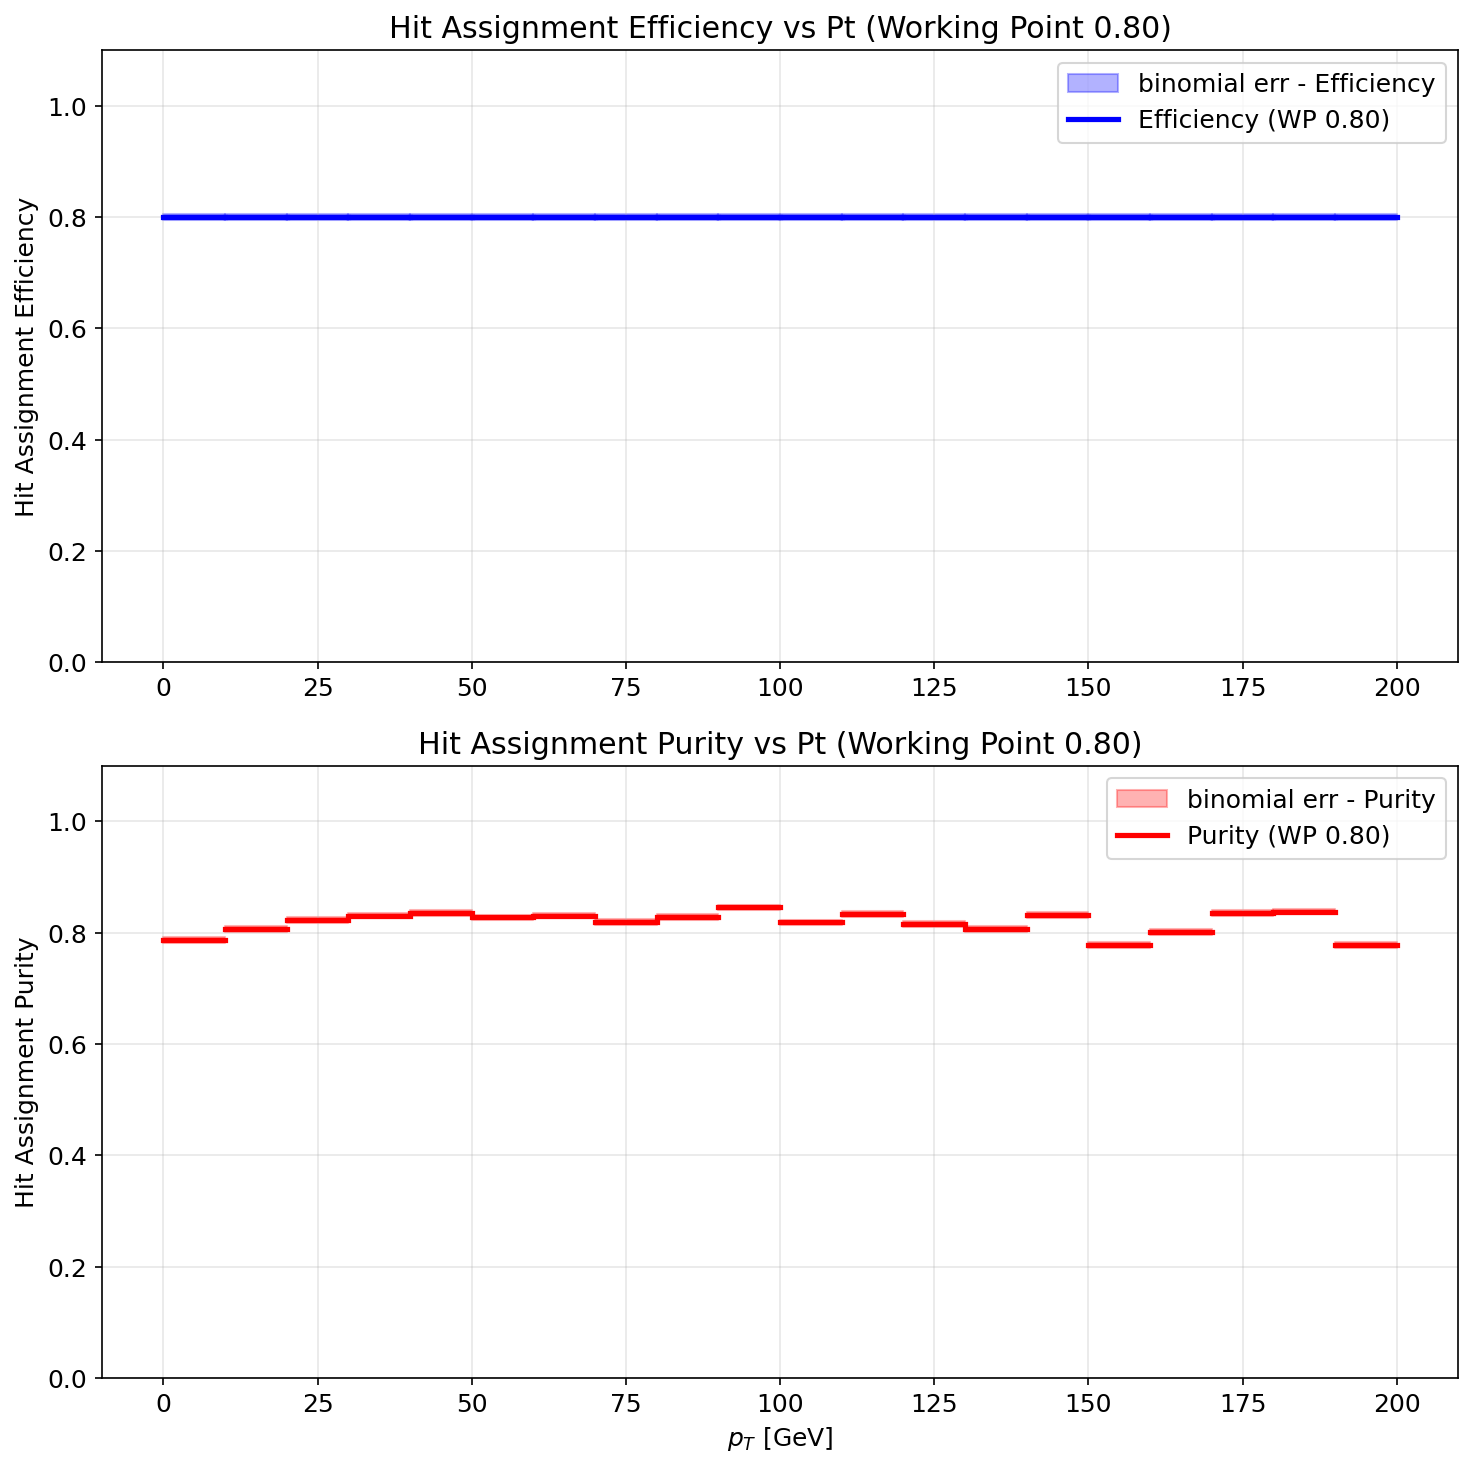 Hit Assignment Efficiency vs Pt (Working Point 0.80)
binomial err - Efficiency
Efficiency (WP 0.80)
Hit Assignment Efficiency
1.0
0.8
0.6
0.4
0.2
0.0
0 25 50 75 100 125 150 175 200
Hit Assignment Purity vs Pt (Working Point 0.80)
binomial err - Purity
Purity (WP 0.80)
Hit Assignment Purity
1.0
0.8
0.6
0.4
0.2
0.0
0 25 50 75 100 125 150 175 200
p_T [GeV]